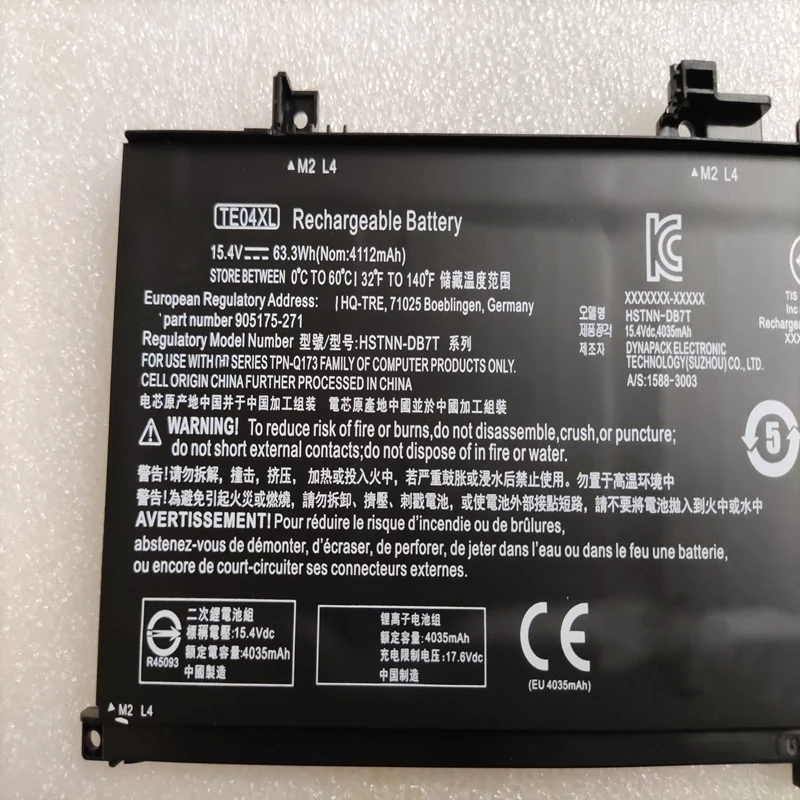 ▲M2 L4
▲M2 L4
TE04XL Rechargeable Battery
15.4V⎓ 63.3Wh(Nom:4112mAh)
STORE BETWEEN 0℃ TO 60℃ | 32℉ TO 140℉ 储藏温度范围
European Regulatory Address: | HQ-TRE, 71025 Boeblingen, Germany
part number 905175-271
Regulatory Model Number 型號/型号:HSTNN-DB7T 系列
FOR USE WITH (H) SERIES TPN-Q173 FAMILY OF COMPUTER PRODUCTS ONLY.
CELL ORIGIN CHINA FURTHER PROCESSED IN CHINA
电芯原产地中国并于中国加工组装 電芯原產地中國並於中國加工組裝
WARNING! To reduce risk of fire or burns,do not disassemble,crush,or puncture;
do not short external contacts;do not dispose of in fire or water.
警告!请勿拆解，撞击，挤压，加热或投入火中，若严重鼓胀或浸水后禁止使用。勿置于高温环境中
警告!為避免引起火災或燃燒，請勿拆卸、擠壓、刺戳電池，或使電池外部接點短路，請不要將電池拋入到火中或水中
AVERTISSEMENT! Pour réduire le risque d'incendie ou de brûlures,
abstenez-vous de démonter, d'écraser, de perforer, de jeter dans l'eau ou dans le feu une batterie,
ou encore de court-circuiter ses connecteurs externes.
XXXXXXX-XXXXX
오델명 HSTNN-DB7T
15.4Vdc,4035mAh
제조자 DYNAPACK ELECTRONIC
TECHNOLOGY(SUZHOU) CO., LTD.
A/S:1588-3003
TIS
Inc
Rechargea
XXX
5
二次鋰電池組
標稱電壓:15.4Vdc
額定電容量:4035mAh
中國製造
R45093
锂离子电池组
额定容量: 4035mAh
充电限制电压: 17.6Vdc
中国制造
CE
(EU 4035mAh)
▲M2 L4